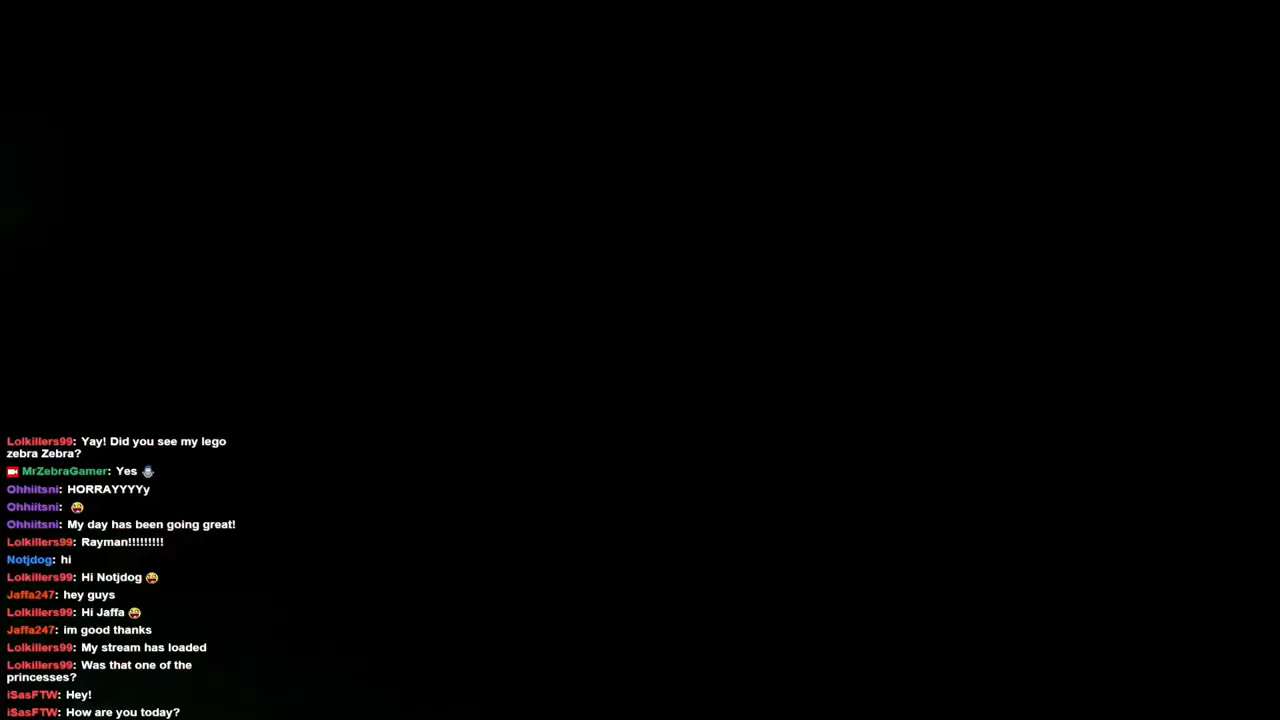 Lolkillers99: Yay! Did you see my lego
zebra Zebra?
MrZebraGamer: Yes
Ohhiitsni: HORRAYYYYy
Ohhiitsni:
Ohhiitsni: My day has been going great!
Lolkillers99: Rayman!!!!!!!!!
Notjdog: hi
Lolkillers99: Hi Notjdog
Jaffa247: hey guys
Lolkillers99: Hi Jaffa
Jaffa247: im good thanks
Lolkillers99: My stream has loaded
Lolkillers99: Was that one of the
princesses?
iSasFTW: Hey!
iSasFTW: How are you today?